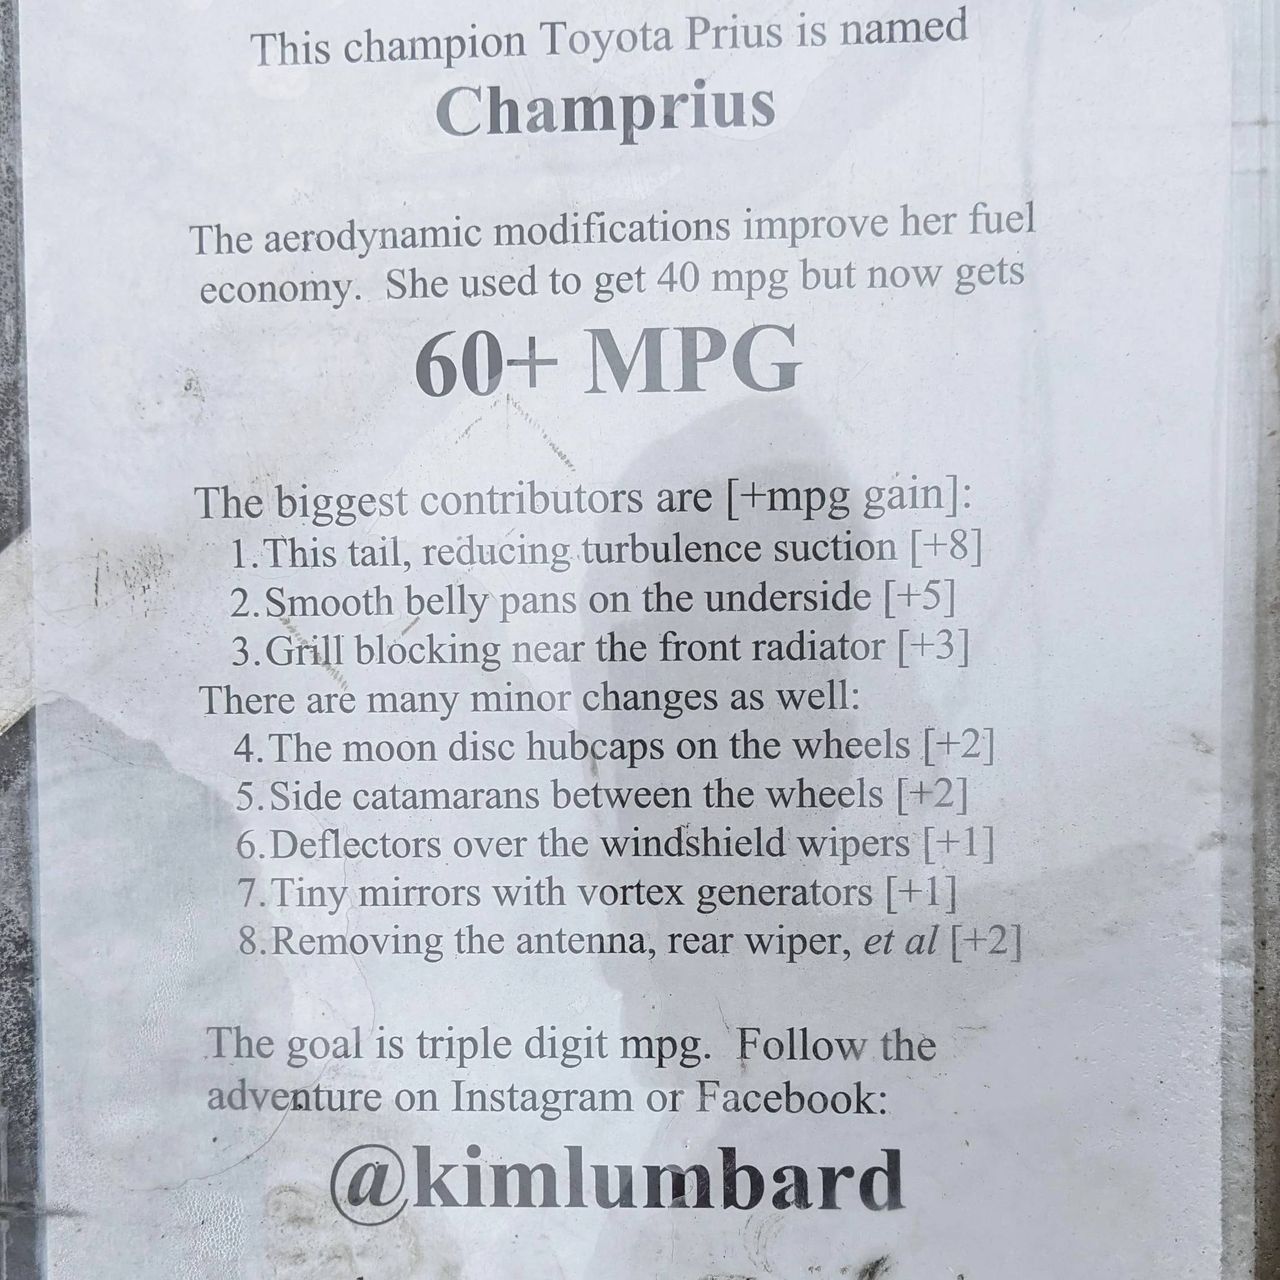 This champion Toyota Prius is named
Champrius
The aerodynamic modifications improve her fuel
economy. She used to get 40 mpg but now gets
60+ MPG
The biggest contributors are [+mpg gain]:
1. This tail, reducing turbulence suction [+8]
2. Smooth belly pans on the underside [+5]
3. Grill blocking near the front radiator [+3]
There are many minor changes as well:
4. The moon disc hubcaps on the wheels [+2]
5. Side catamarans between the wheels [+2]
6. Deflectors over the windshield wipers [+1]
7. Tiny mirrors with vortex generators [+1]
8. Removing the antenna, rear wiper, et al [+2]
The goal is triple digit mpg. Follow the
adventure on Instagram or Facebook:
@kimlumbard